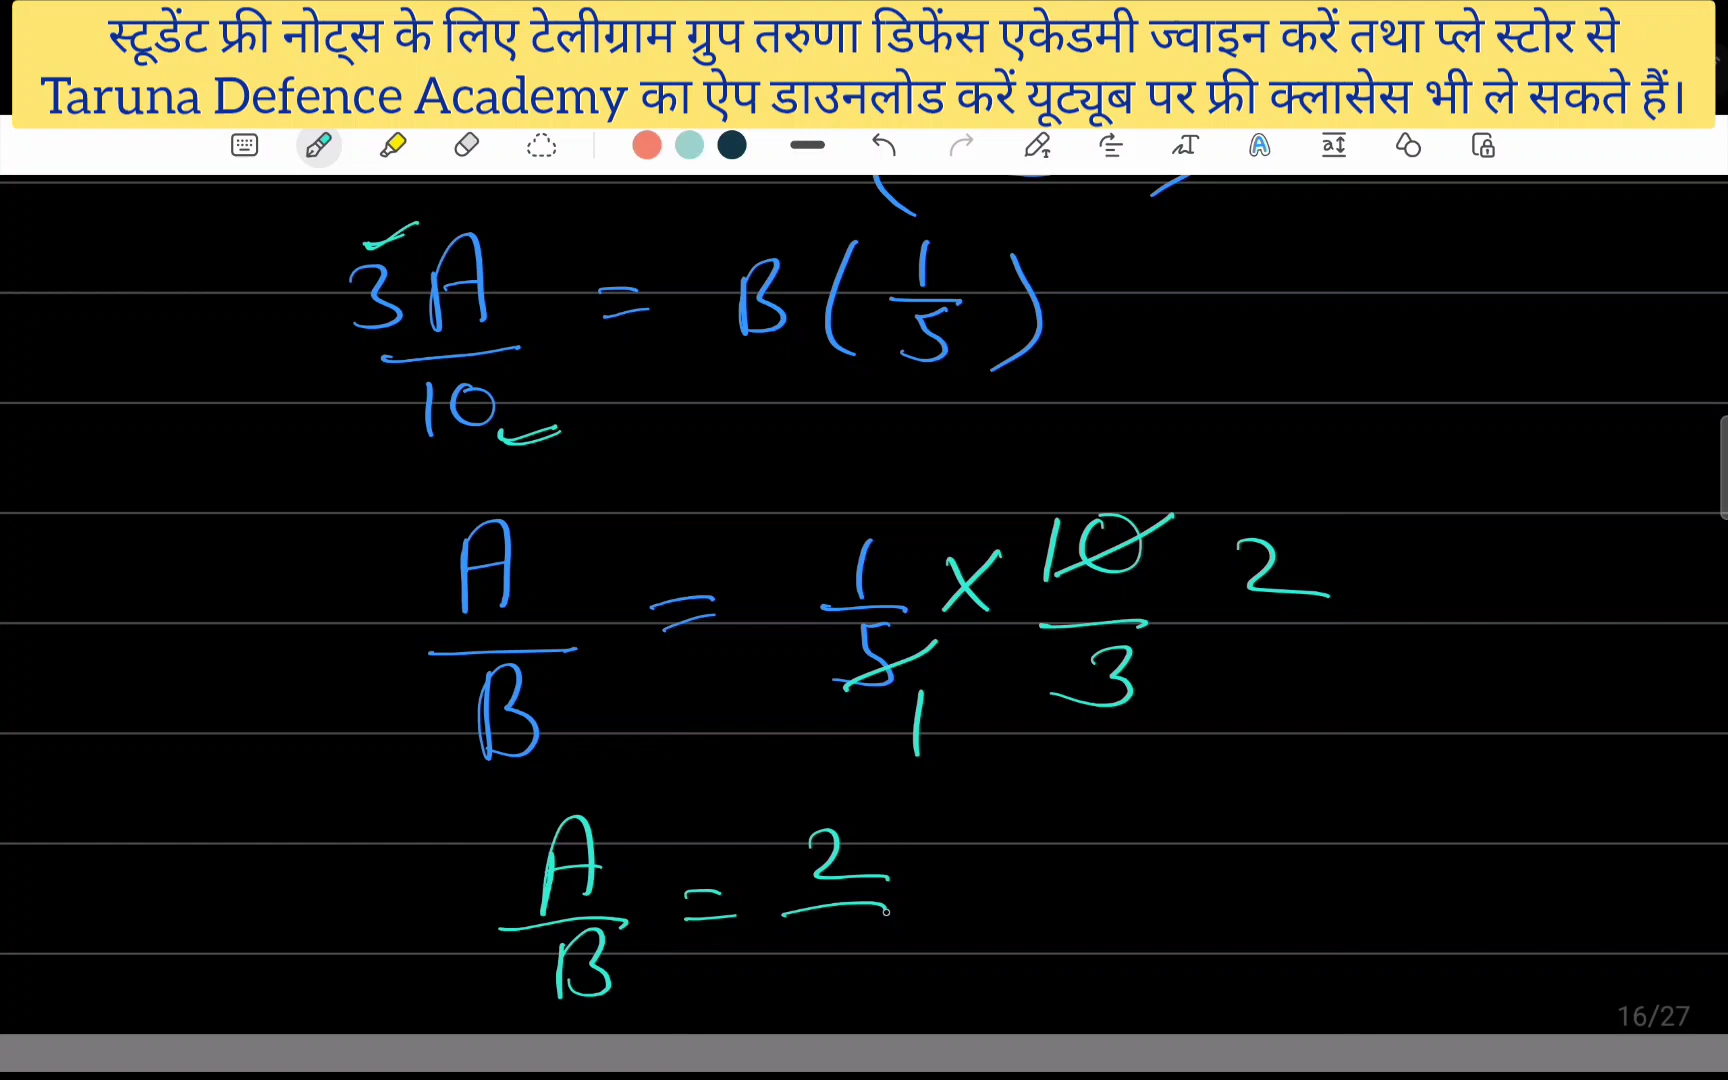 स्टूडेंट फ्री नोट्स के लिए टेलीग्राम ग्रुप तरुणा डिफेंस एकेडमी ज्वाइन करें तथा प्ले स्टोर से
Taruna Defence Academy का ऐप डाउनलोड करें यूट्यूब पर फ्री क्लासेस भी ले सकते हैं।
3A/10 = B(1/5)
A/B = 1/5 × 10/3 2
1
A/B = 2
16/27